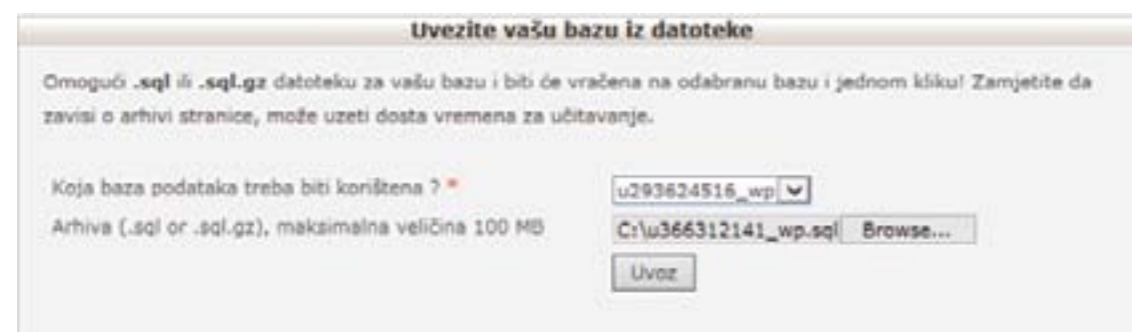 Uvezite vašu bazu iz datoteke
Omogući .sql ili .sql.gz datoteku za vašu bazu i biti će vračena na odabranu bazu i jednom kliku! Zamjetite da
zavisi o arhivi stranice, može uzeti dosta vremena za učitavanje.
Koja baza podataka treba biti korištena ? * u293624516_wp
Arhiva (.sql or .sql.gz), maksimalna veličina 100 MB C:\u366312141_wp.sql Browse...
Uvoz